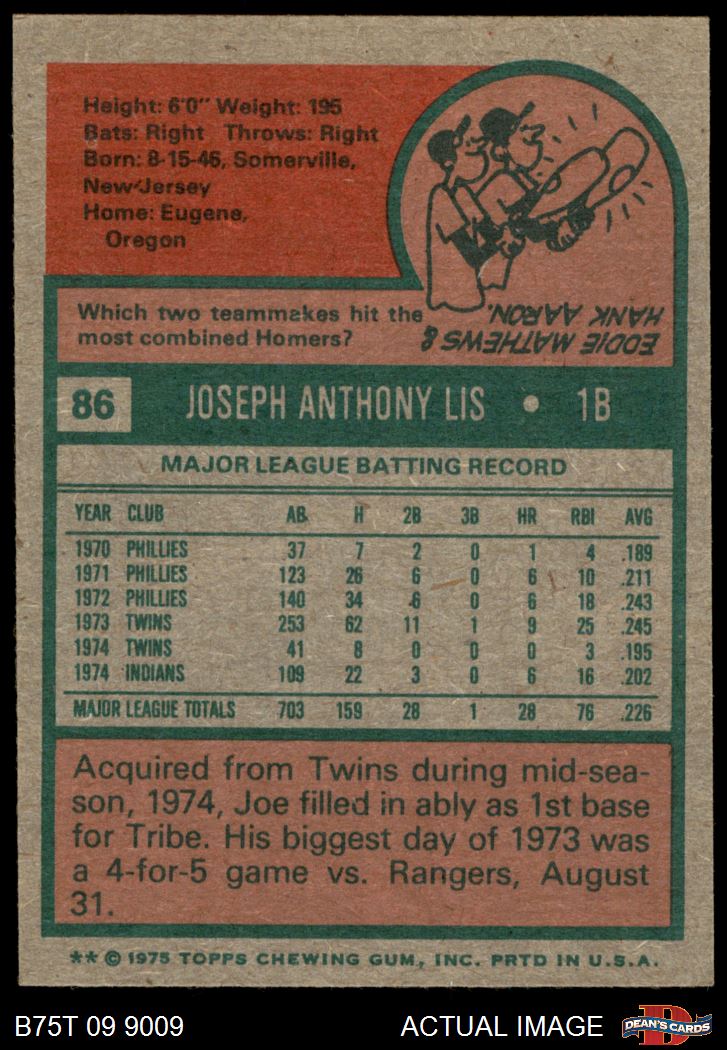 Height: 6'0" Weight: 195
Bats: Right Throws: Right
Born: 8-15-46, Somerville,
New Jersey
Home: Eugene,
Oregon
Which two teammakes hit the
most combined Homers?
EDDIE MATHEWS &
HANK AARON.
86 JOSEPH ANTHONY LIS • 1B
MAJOR LEAGUE BATTING RECORD
YEAR CLUB AB H 2B 3B HR RBI AVG
1970 PHILLIES 37 7 2 0 1 4 .189
1971 PHILLIES 123 26 6 0 6 10 .211
1972 PHILLIES 140 34 6 0 6 18 .243
1973 TWINS 253 62 11 1 9 25 .245
1974 TWINS 41 8 0 0 0 3 .195
1974 INDIANS 109 22 3 0 6 16 .202
MAJOR LEAGUE TOTALS 703 159 28 1 28 76 .226
Acquired from Twins during mid-sea-
son, 1974, Joe filled in ably as 1st base
for Tribe. His biggest day of 1973 was
a 4-for-5 game vs. Rangers, August
31.
** © 1975 TOPPS CHEWING GUM, INC. PRTD IN U.S.A.
B75T 09 9009 ACTUAL IMAGE
D
DEAN'S CARDS